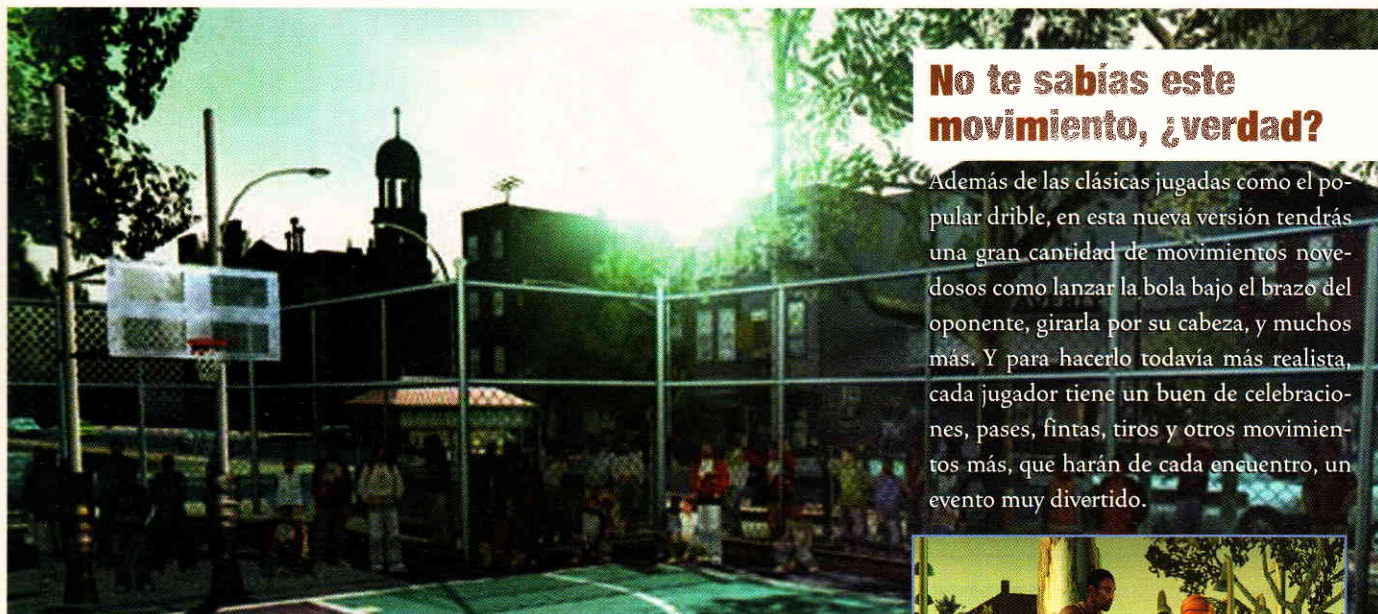 No te sabías este
movimiento, ¿verdad?
Además de las clásicas jugadas como el po-
pular drible, en esta nueva versión tendrás
una gran cantidad de movimientos nove-
dosos como lanzar la bola bajo el brazo del
oponente, girarla por su cabeza, y muchos
más. Y para hacerlo todavía más realista,
cada jugador tiene un buen de celebracio-
nes, pases, fintas, tiros y otros movimien-
tos más, que harán de cada encuentro, un
evento muy divertido.